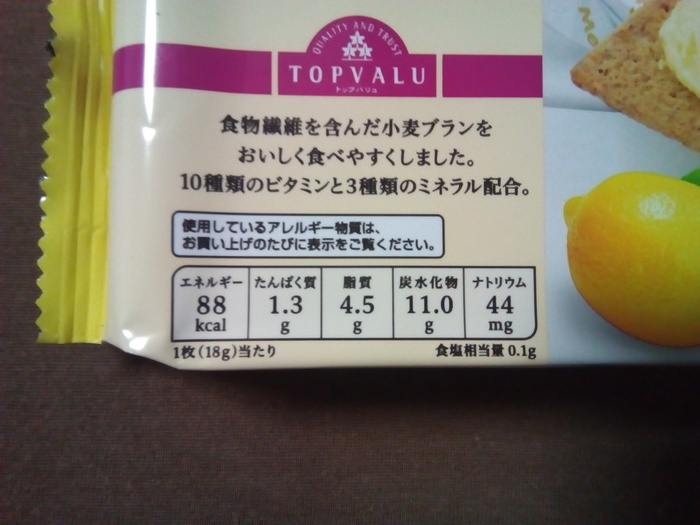 QUALITY AND TRUST
TOPVALU
トップバリュ
食物繊維を含んだ小麦ブランを
おいしく食べやすくしました。
10種類のビタミンと3種類のミネラル配合。
使用しているアレルギー物質は、
お買い上げのたびに表示をご覧ください。
エネルギー たんぱく質 脂質 炭水化物 ナトリウム
88 1.3 4.5 11.0 44
kcal g g g mg
1枚(18g)当たり 食塩相当量 0.1g